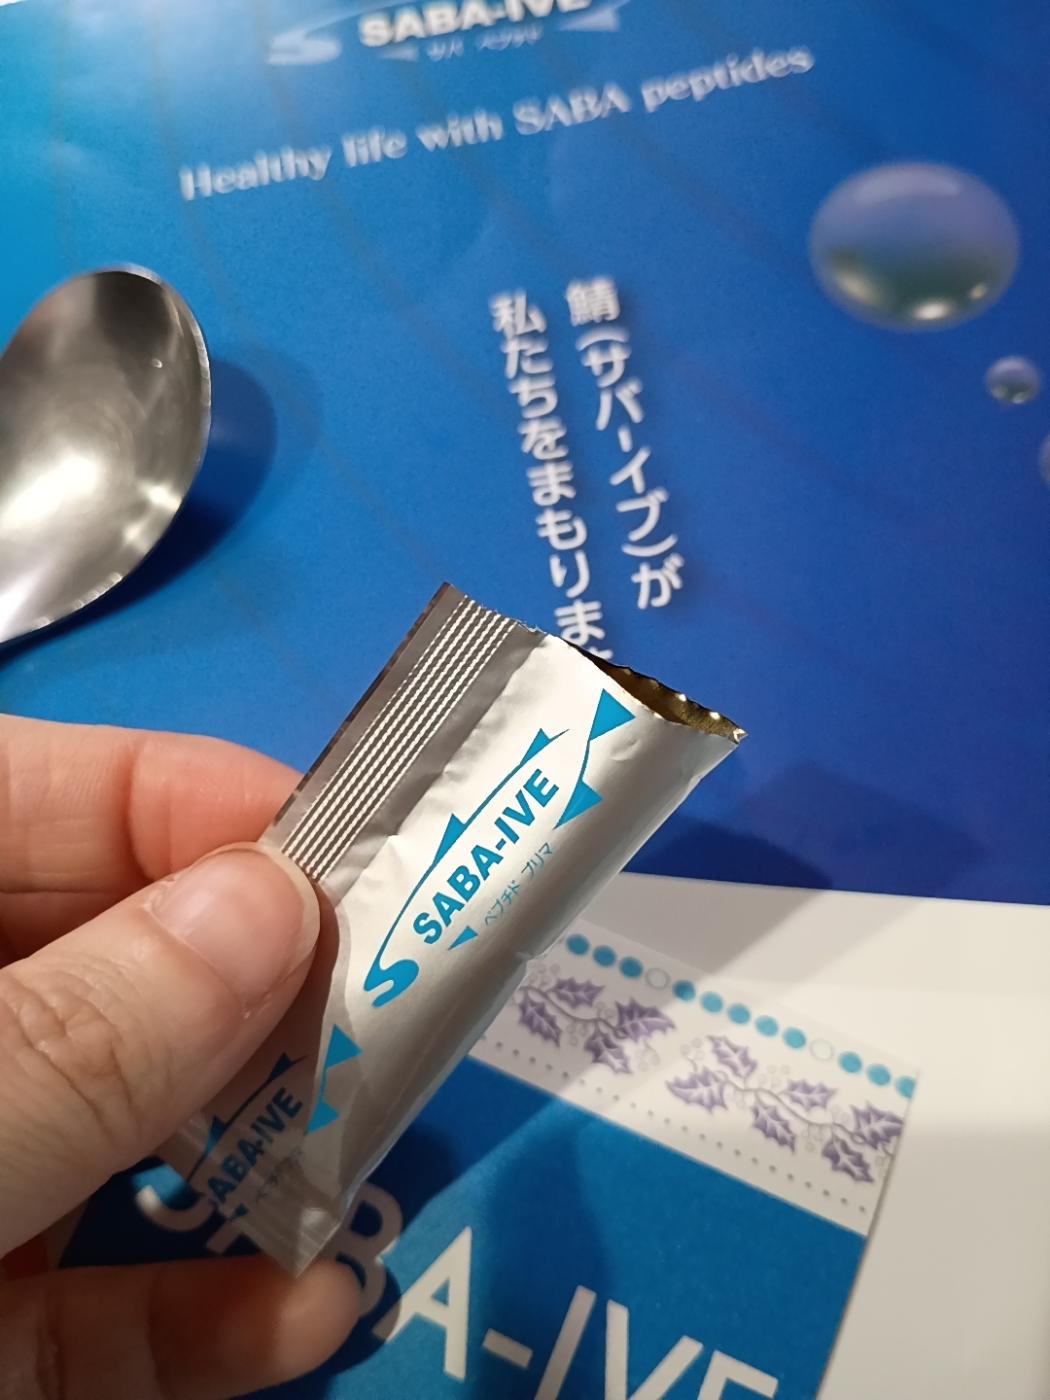 SABA-IVE
Healthy life with SABA peptides
鯖(サバ-イブ)が
私たちをまもりま
SABA-IVE
ペプチド プリマ
SABA-IVE
A-IVE